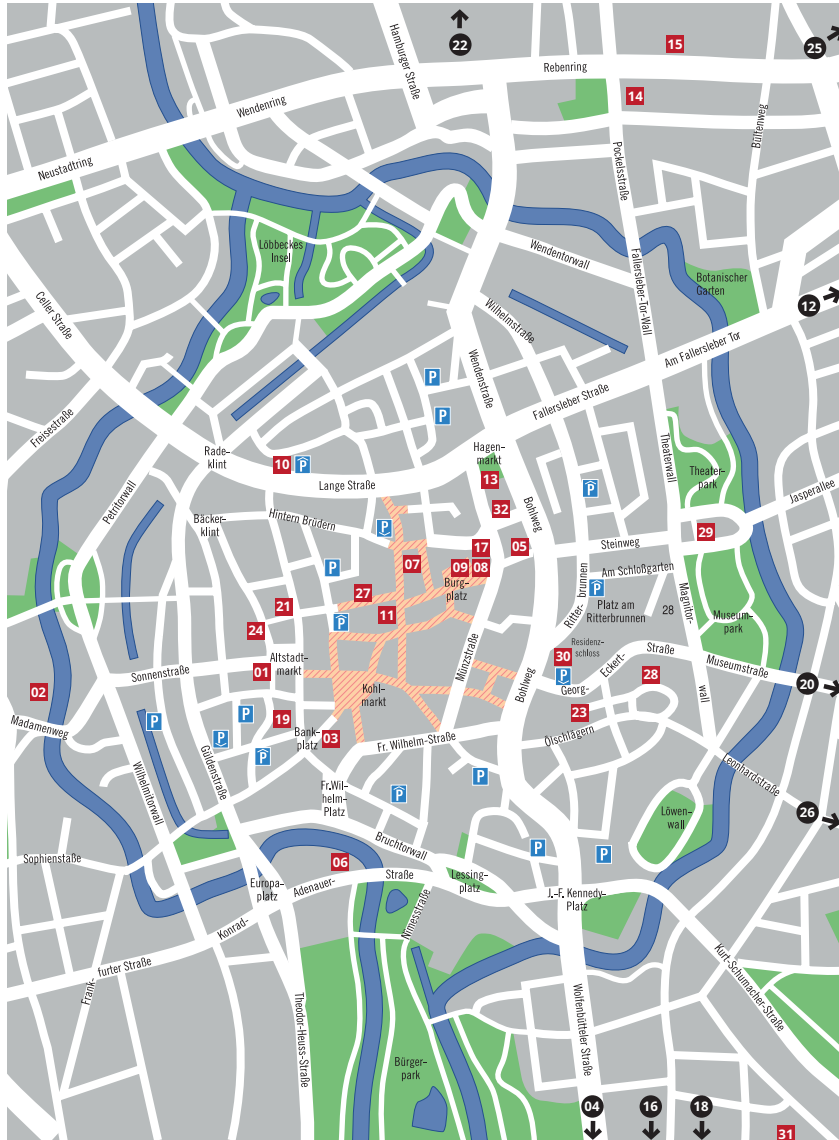 22
15
25
Hamburger Straße
Rebenring
14
Wendenring
Bültenweg
Neustadtring
Pockelsstraße
Löbbeckes
Insel
Wendentorwall
Fallersleber-Tor-Wall
Botanischer
Garten
12
Celler Straße
Wilhelmstraße
Wendenstraße
Am Fallersleber Tor
P
P
Fallersleber Straße
Freisestraße
Rade-
klint
10
P
Hagen-
markt
13
Lange Straße
Theaterwall
Theater-
park
Jasperallee
Petritorwall
P
32
Bohlweg
Bäcker-
klint
Hintern Brüdern
P
17
05
Steinweg
29
P
07
09
08
Burg-
platz
Am Schloßgarten
P
Ritter-
brunnen
Platz am
Ritterbrunnen
28
Magnitor-
wall
Museum-
park
21
27
11
P
24
30
Residenz-
schloss
P
Altstadt-
markt
01
Sonnenstraße
Münzstraße
Bohlweg
Georg-
Eckert-
Straße
28
Museumstraße
20
02
Kohl-
markt
23
Madamenweg
P
19
P
P
Bank-
platz
03
Fr. Wilhelm-Straße
Ölschlägern
P
Güldenstraße
Wilhelmitorwall
Leonhardstraße
Fr.Wil-
helm-
Platz
P
P
Löwen-
wall
26
Bruchtorwall
P
P
Sophienstaße
06
Europa-
platz
Konrad-
Adenauer-
Straße
Lessing-
platz
J.-F. Kennedy-
Platz
Nimesstraße
Frank-
furter Straße
Kurt-Schumacher-Straße
Theodor-Heuss-Straße
Wolfenbütteler Straße
Bürger-
park
04
16
18
31